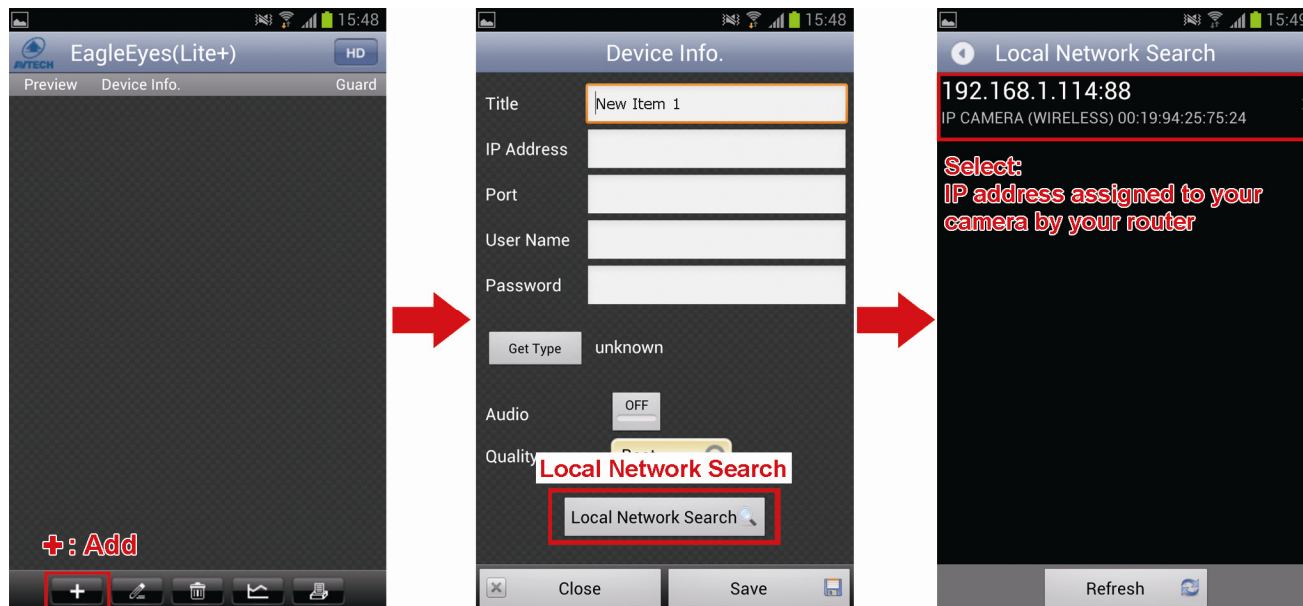 15:48
AVTECH
EagleEyes(Lite+)
HD
Preview Device Info. Guard
+ : Add
15:48
Device Info.
Title New Item 1
IP Address
Port
User Name
Password
Get Type unknown
Audio OFF
Quality
Local Network Search
Local Network Search
Close Save
15:49
Local Network Search
192.168.1.114:88
IP CAMERA (WIRELESS) 00:19:94:25:75:24
Select:
IP address assigned to your
camera by your router
Refresh